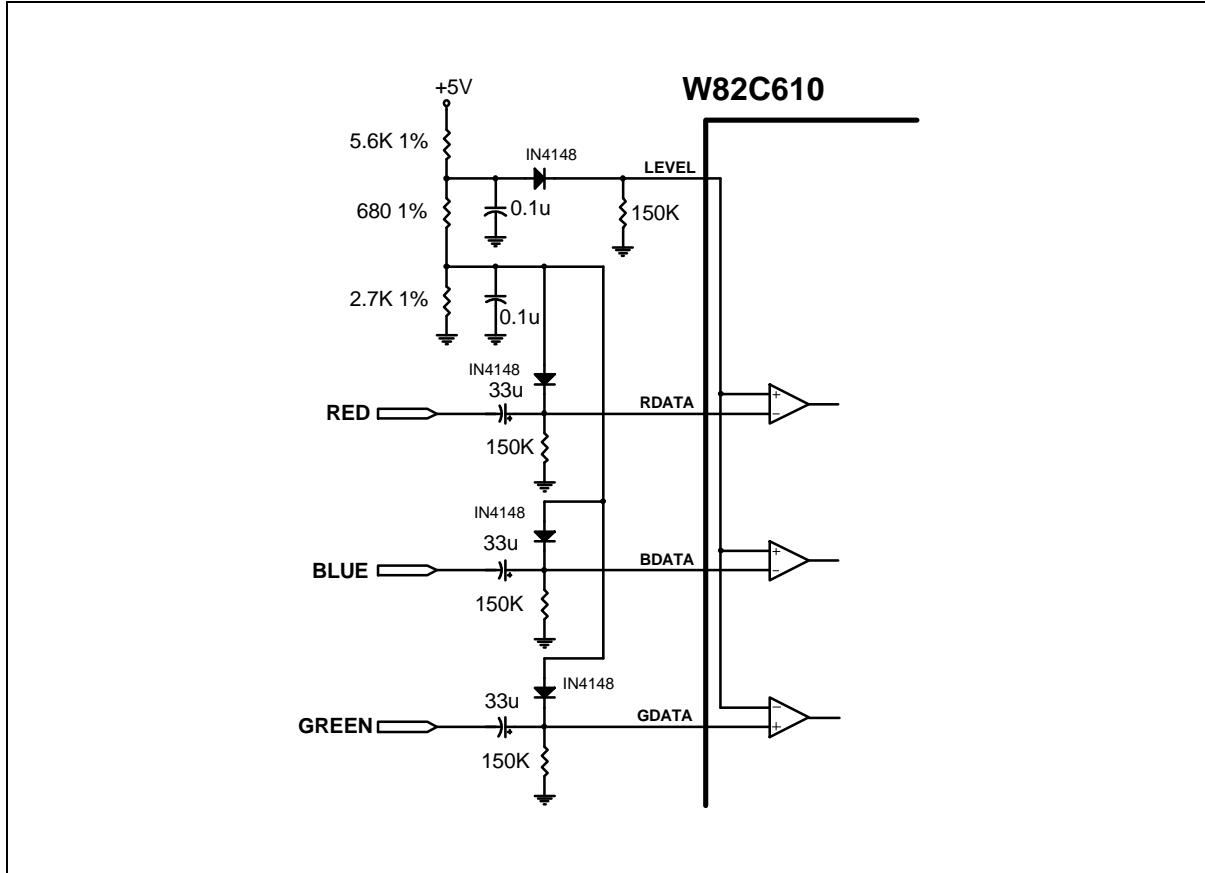 W82C610
+5V
5.6K 1%
IN4148
LEVEL
680 1%
0.1u
150K
2.7K 1%
0.1u
IN4148
33u
RED
RDATA
+
−
150K
IN4148
33u
BLUE
BDATA
+
−
150K
IN4148
33u
GREEN
GDATA
−
+
150K